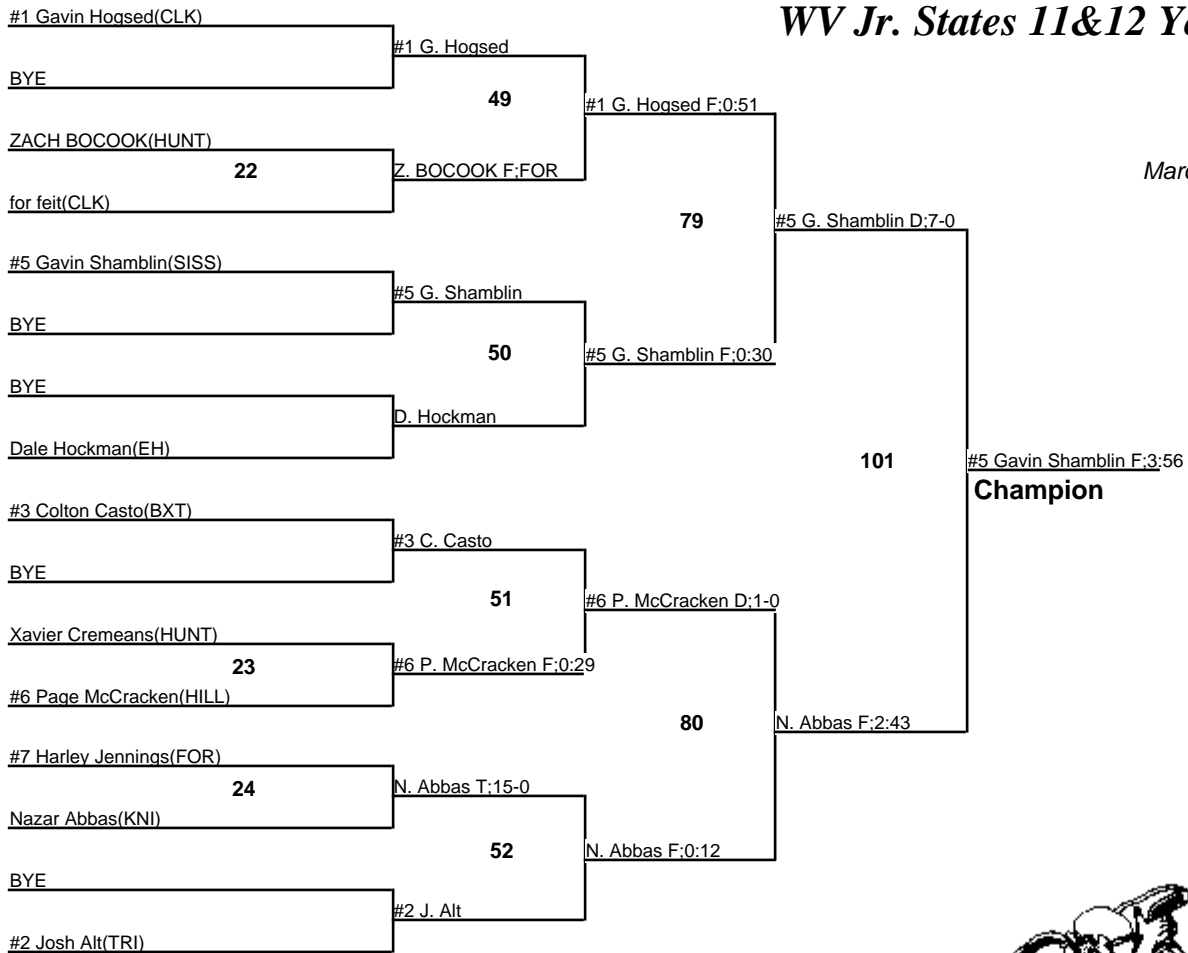 WV Jr. States 11&12 Ye
Marc
#1 Gavin Hogsed(CLK)
BYE
ZACH BOCOOK(HUNT)
22
for feit(CLK)
#5 Gavin Shamblin(SISS)
BYE
BYE
Dale Hockman(EH)
#3 Colton Casto(BXT)
BYE
Xavier Cremeans(HUNT)
23
#6 Page McCracken(HILL)
#7 Harley Jennings(FOR)
24
Nazar Abbas(KNI)
BYE
#2 Josh Alt(TRI)
#1 G. Hogsed
49
Z. BOCOOK F;FOR
#5 G. Shamblin
50
D. Hockman
#3 C. Casto
51
#6 P. McCracken F;0:29
N. Abbas T;15-0
52
#2 J. Alt
#1 G. Hogsed F;0:51
79
#5 G. Shamblin F;0:30
#6 P. McCracken D;1-0
80
N. Abbas F;0:12
#5 G. Shamblin D;7-0
101
N. Abbas F;2:43
#5 Gavin Shamblin F;3:56
Champion